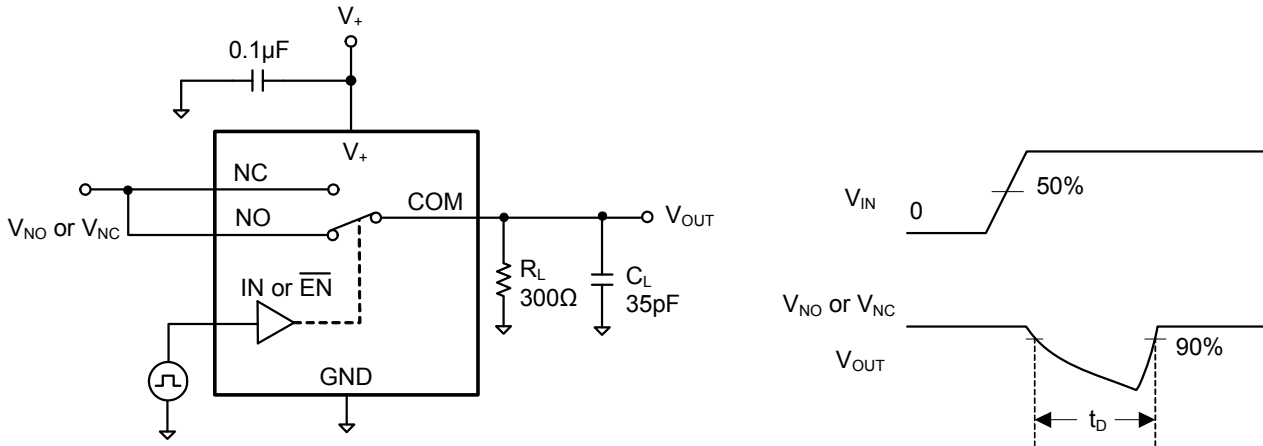 V+
0.1µF
V+
NC
NO
COM
VNO or VNC
VOUT
RL
300Ω
CL
35pF
IN or E̅N̅
GND
VIN
0
50%
VNO or VNC
VOUT
90%
tD